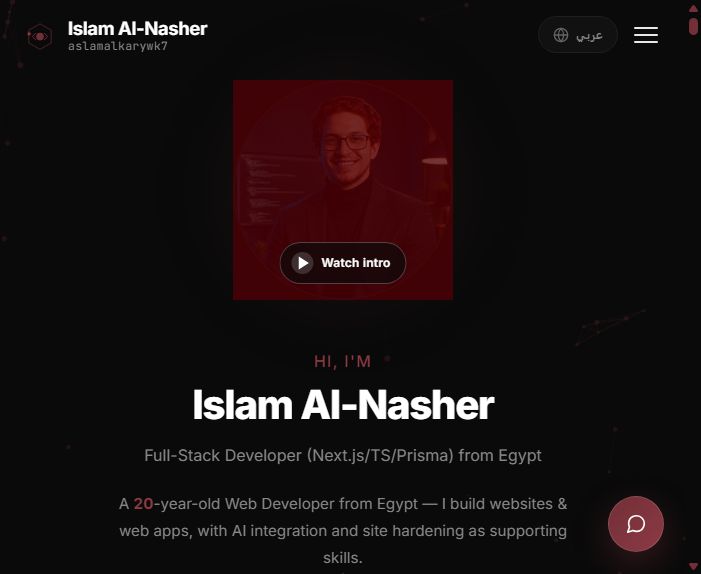 Islam Al-Nasher
aslamalkarywk7
عربي
Watch intro
HI, I'M
Islam Al-Nasher
Full-Stack Developer (Next.js/TS/Prisma) from Egypt
A 20-year-old Web Developer from Egypt — I build websites &
web apps, with AI integration and site hardening as supporting
skills.